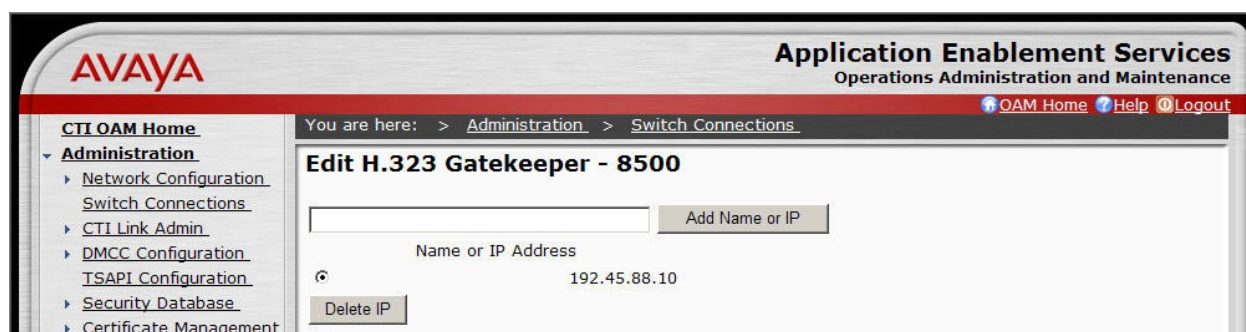 AVAYA
Application Enablement Services
Operations Administration and Maintenance
OAM Home Help Logout
CTI OAM Home
Administration
Network Configuration
Switch Connections
CTI Link Admin
DMCC Configuration
TSAPI Configuration
Security Database
Certificate Management
You are here: > Administration > Switch Connections
Edit H.323 Gatekeeper - 8500
Add Name or IP
Name or IP Address
192.45.88.10
Delete IP